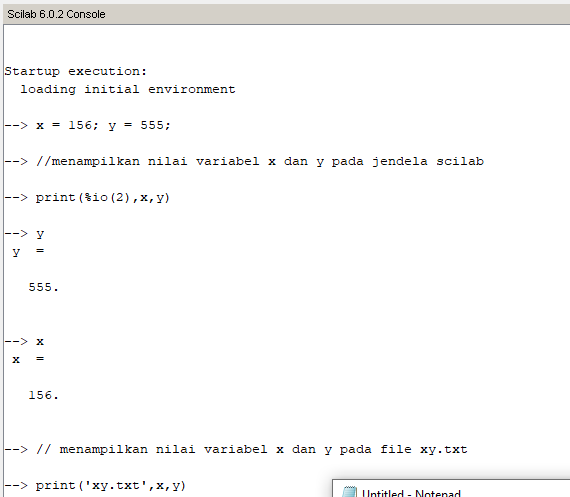 Scilab 6.0.2 Console
Startup execution:
  loading initial environment
--> x = 156; y = 555;
--> //menampilkan nilai variabel x dan y pada jendela scilab
--> print(%io(2),x,y)
--> y
 y  =
   555.
--> x
 x  =
   156.
--> // menampilkan nilai variabel x dan y pada file xy.txt
--> print('xy.txt',x,y)
Untitled - Notepad